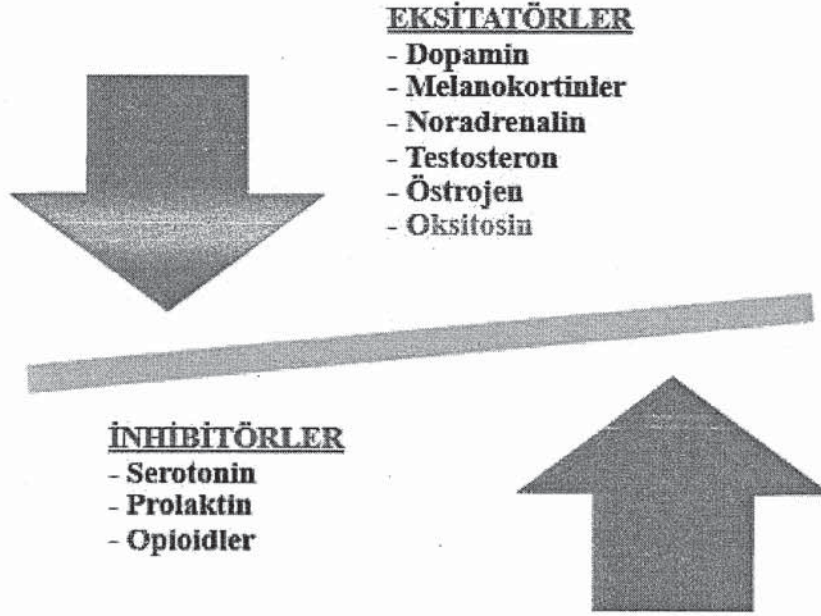 EKSİTATÖRLER
- Dopamin
- Melanokortinler
- Noradrenalin
- Testosteron
- Östrojen
- Oksitosin
İNHİBİTÖRLER
- Serotonin
- Prolaktin
- Opioidler